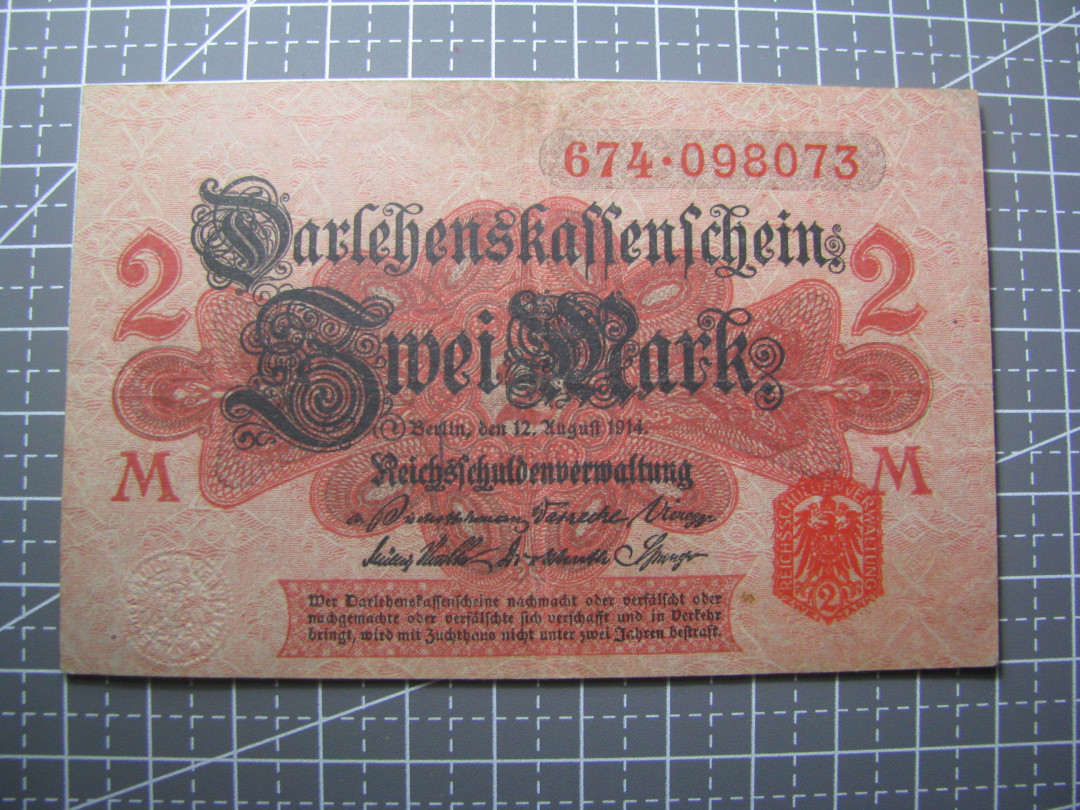 674·098073
Darlehenskassenschein
2 2
Zwei Mark
Berlin, den 12. August 1914.
Reichsschuldenverwaltung
M M
REICHSSCHULDENVERWALTUNG
2
Wer Darlehenskassenscheine nachmacht oder verfälscht oder
nachgemachte oder verfälschte sich verschafft und in Verkehr
bringt, wird mit Zuchthaus nicht unter zwei Jahren bestraft.